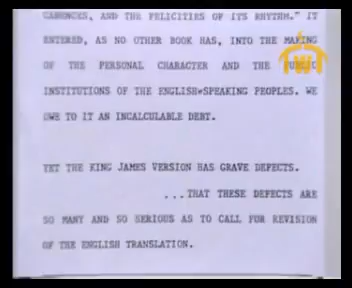 CADENCES, AND THE FELICITIES OF ITS RHYTHM." IT
ENTERED, AS NO OTHER BOOK HAS, INTO THE MAKING
OF THE PERSONAL CHARACTER AND THE PUBLIC
INSTITUTIONS OF THE ENGLISH-SPEAKING PEOPLES. WE
OWE TO IT AN INCALCULABLE DEBT.
YET THE KING JAMES VERSION HAS GRAVE DEFECTS.
...THAT THESE DEFECTS ARE
SO MANY AND SO SERIOUS AS TO CALL FOR REVISION
OF THE ENGLISH TRANSLATION.